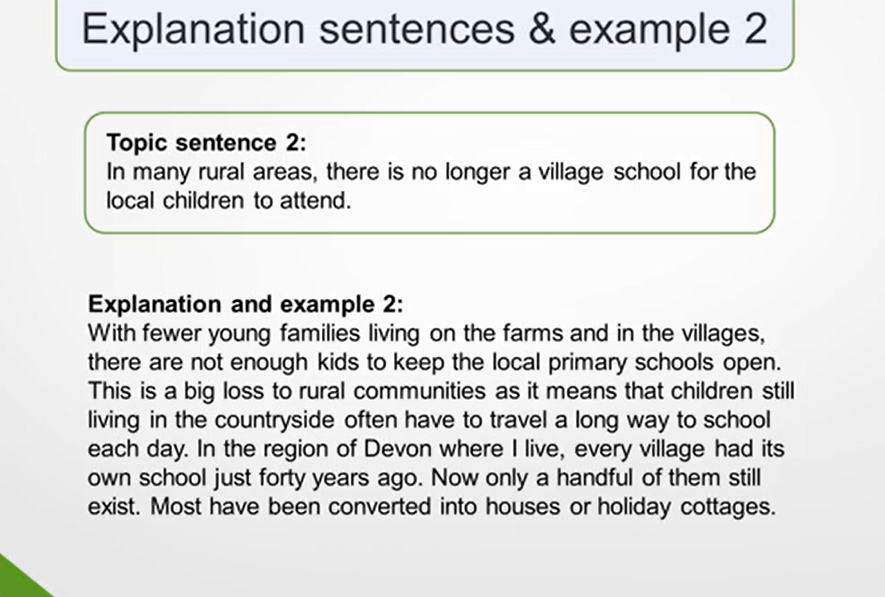 Explanation sentences & example 2
Topic sentence 2:
In many rural areas, there is no longer a village school for the
local children to attend.
Explanation and example 2:
With fewer young families living on the farms and in the villages,
there are not enough kids to keep the local primary schools open.
This is a big loss to rural communities as it means that children still
living in the countryside often have to travel a long way to school
each day. In the region of Devon where I live, every village had its
own school just forty years ago. Now only a handful of them still
exist. Most have been converted into houses or holiday cottages.